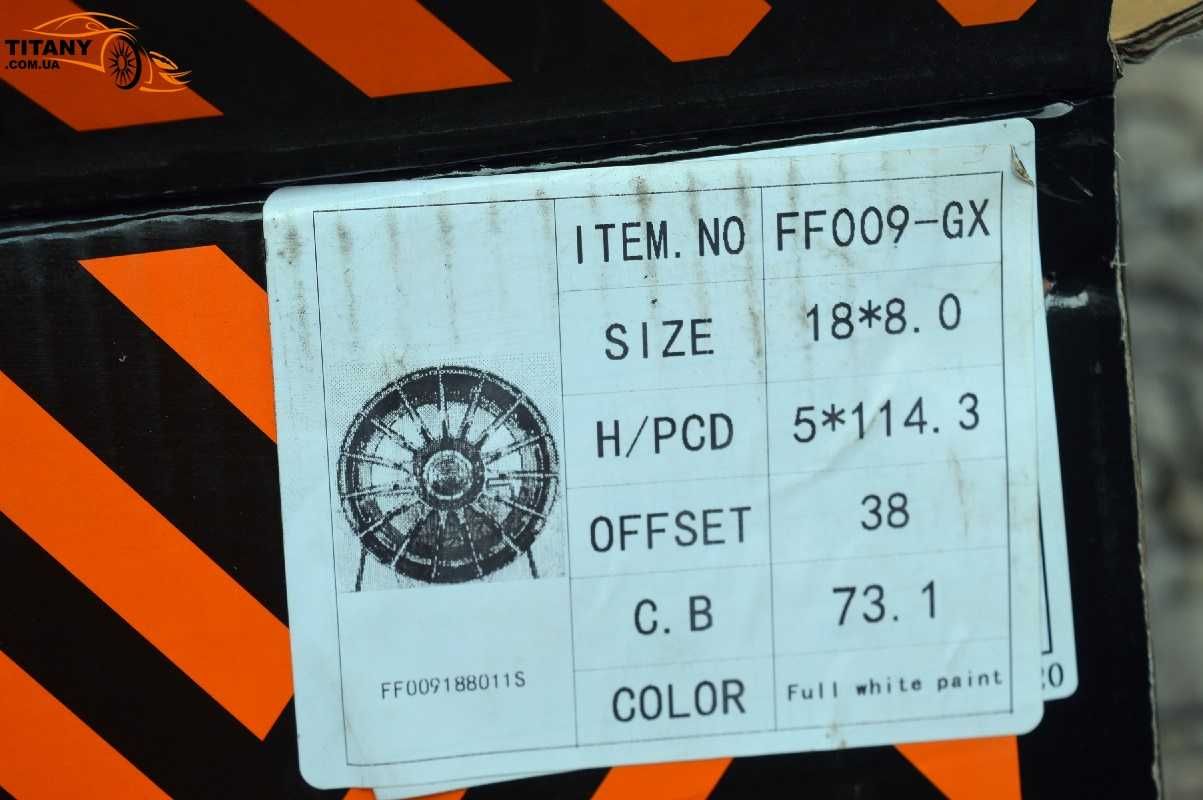 TITANY
.COM.UA
ITEM.NO FF009-GX
SIZE 18*8.0
H/PCD 5*114.3
OFFSET 38
C.B 73.1
COLOR Full white paint
FF009188011S
0